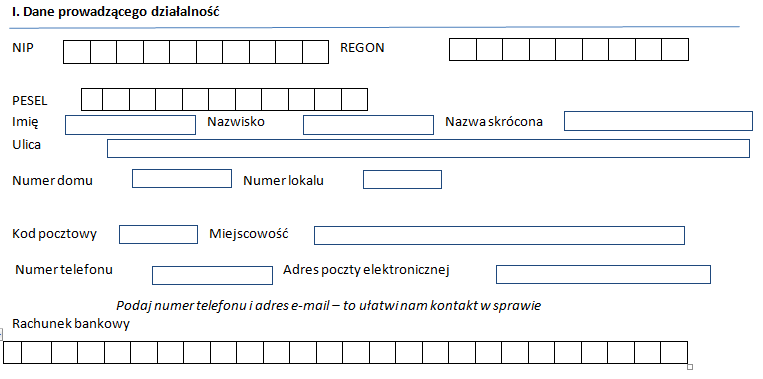 I. Dane prowadzącego działalność
NIP REGON
PESEL
Imię Nazwisko Nazwa skrócona
Ulica
Numer domu Numer lokalu
Kod pocztowy Miejscowość
Numer telefonu Adres poczty elektronicznej
Podaj numer telefonu i adres e-mail – to ułatwi nam kontakt w sprawie
Rachunek bankowy